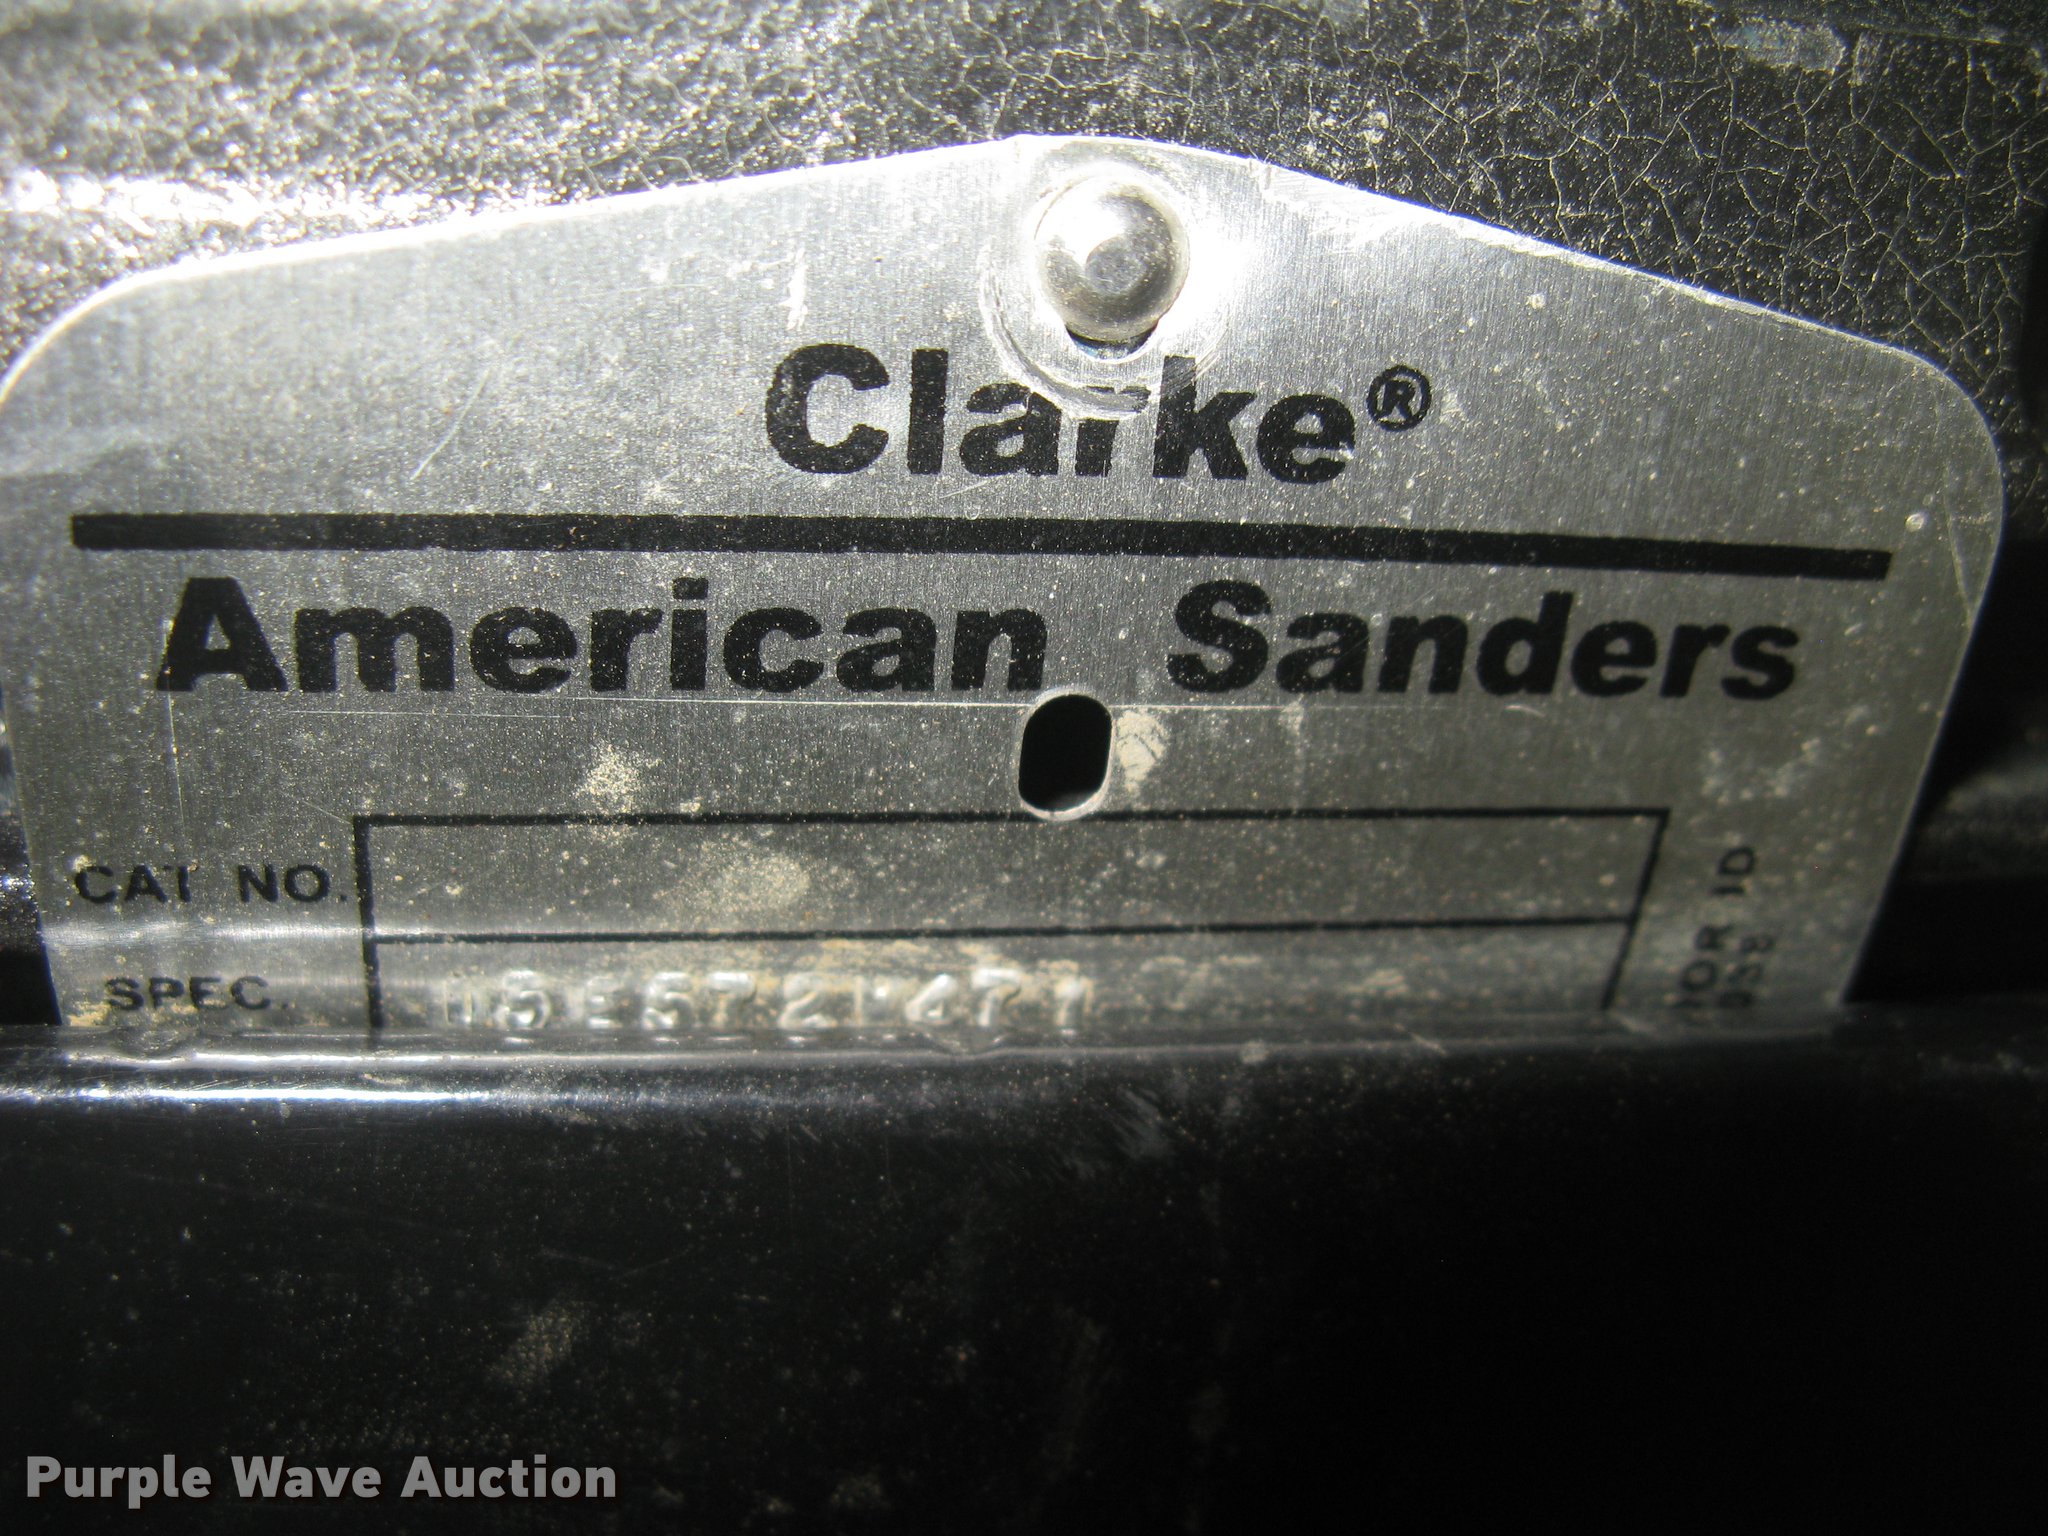 Clarke®
American Sanders
CAT NO.
SPEC.
Purple Wave Auction